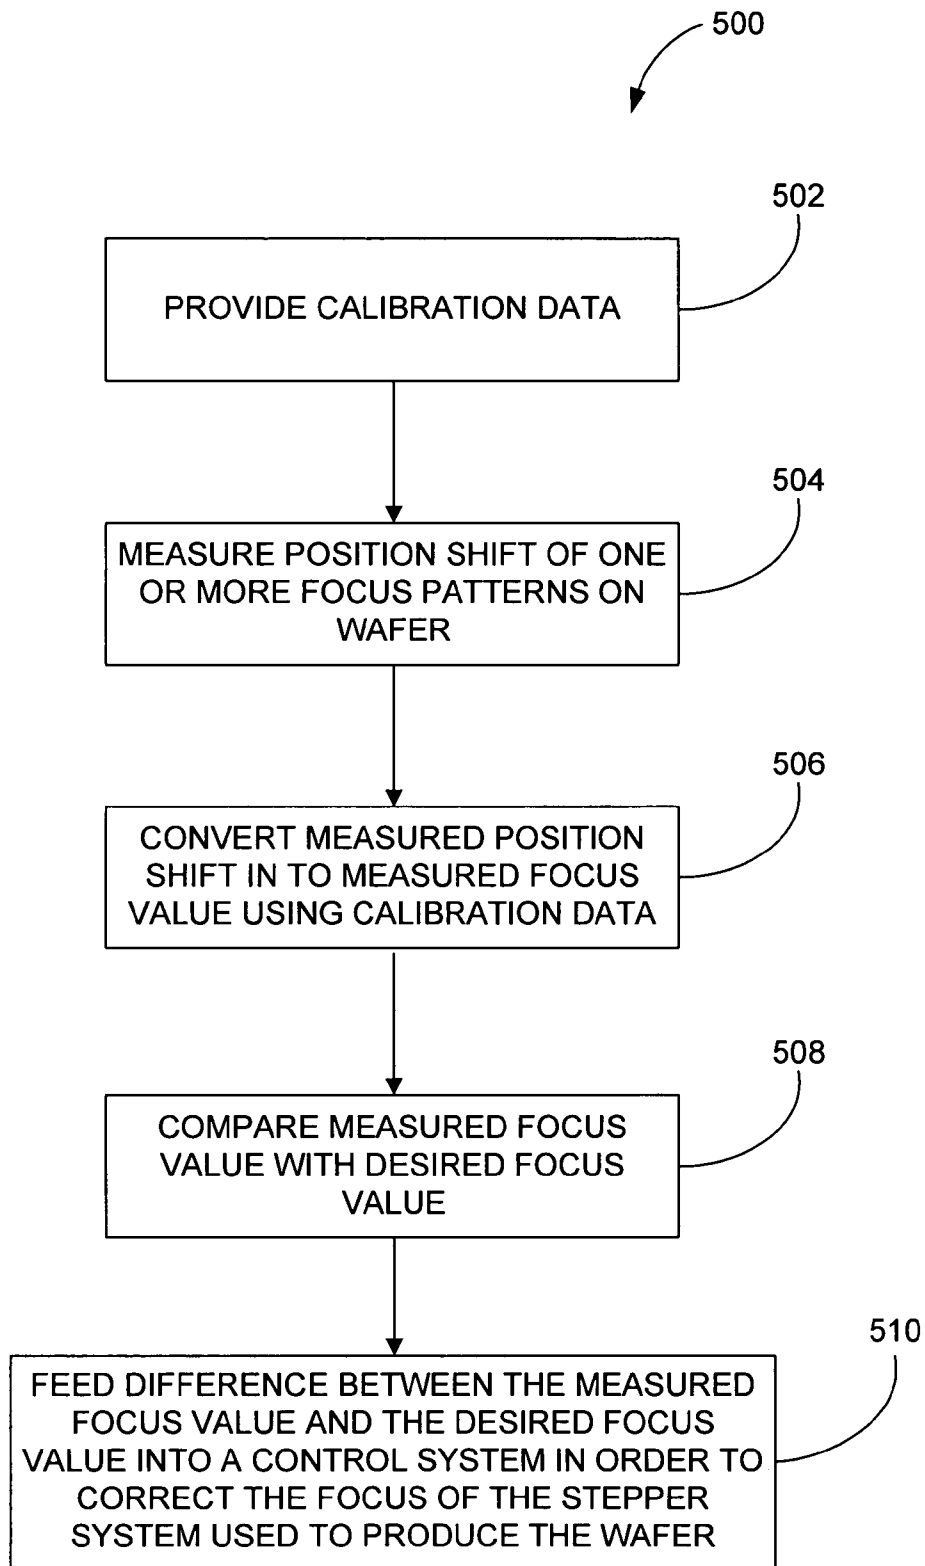 500
502
PROVIDE CALIBRATION DATA
504
MEASURE POSITION SHIFT OF ONE
OR MORE FOCUS PATTERNS ON
WAFER
506
CONVERT MEASURED POSITION
SHIFT IN TO MEASURED FOCUS
VALUE USING CALIBRATION DATA
508
COMPARE MEASURED FOCUS
VALUE WITH DESIRED FOCUS
VALUE
510
FEED DIFFERENCE BETWEEN THE MEASURED
FOCUS VALUE AND THE DESIRED FOCUS
VALUE INTO A CONTROL SYSTEM IN ORDER TO
CORRECT THE FOCUS OF THE STEPPER
SYSTEM USED TO PRODUCE THE WAFER